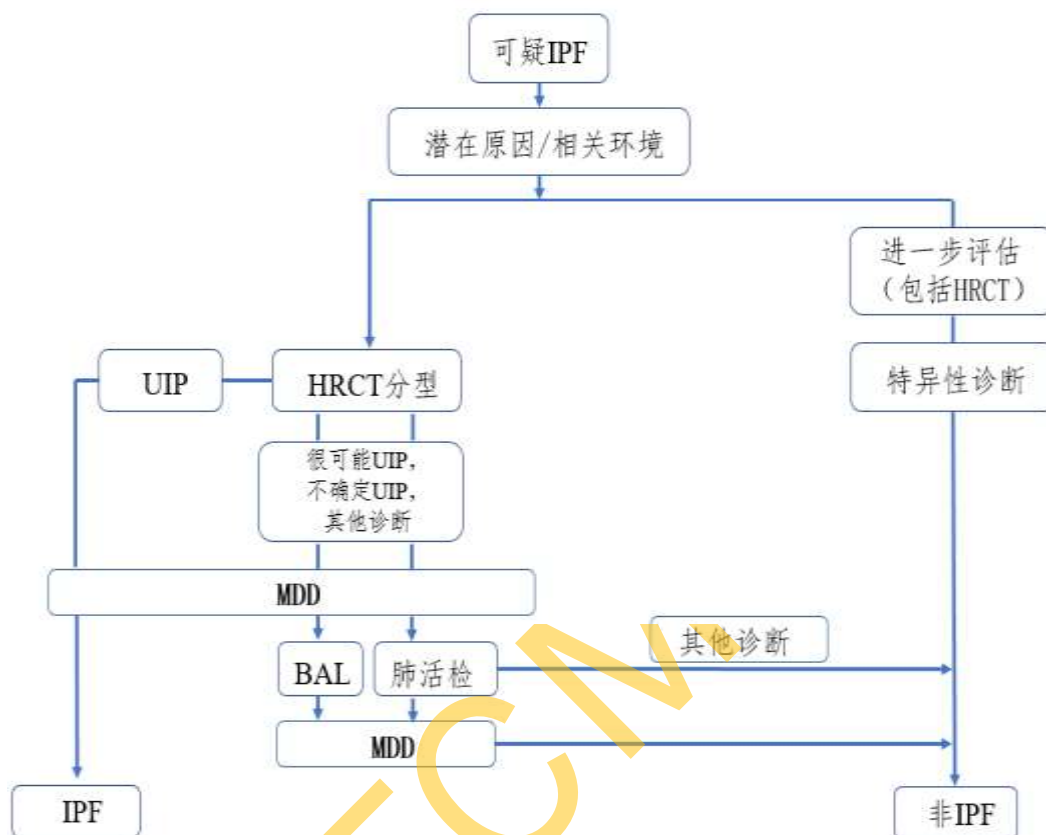 可疑IPF
潜在原因/相关环境
进一步评估
（包括HRCT）
UIP
HRCT分型
特异性诊断
很可能UIP，
不确定UIP，
其他诊断
MDD
其他诊断
BAL
肺活检
MDD
IPF
非IPF
TCM